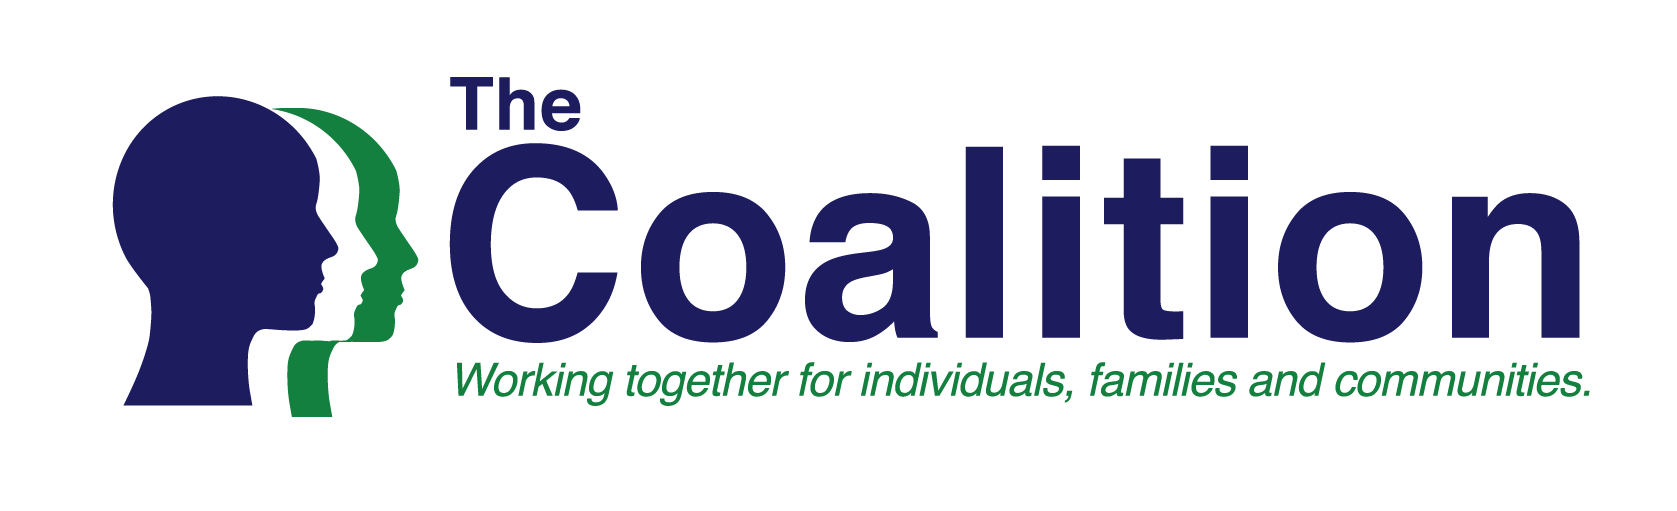 The
Coalition
Working together for individuals, families and communities.